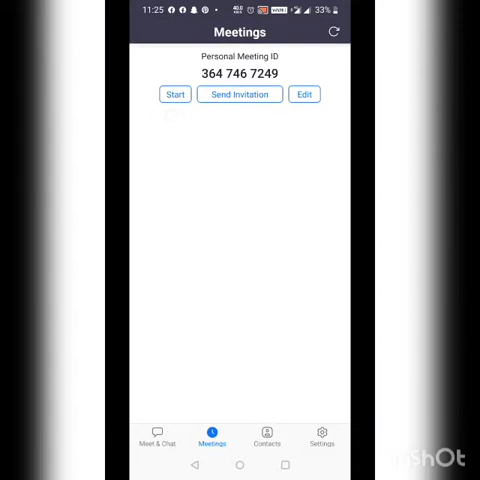 11:25 33%
Meetings
Personal Meeting ID
364 746 7249
Start Send Invitation Edit
Meet & Chat Meetings Contacts Settings